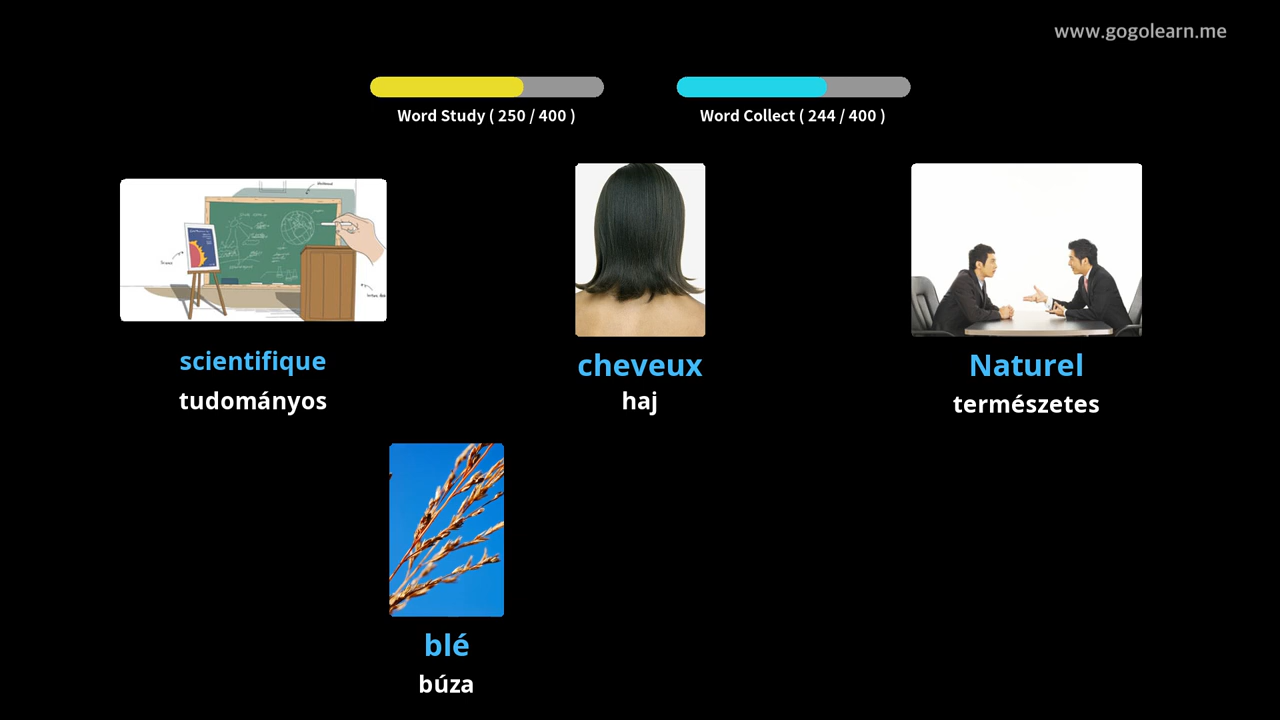 www.gogolearn.me
Word Study ( 250 / 400 )
Word Collect ( 244 / 400 )
scientifique
tudományos
cheveux
haj
Naturel
természetes
blé
búza